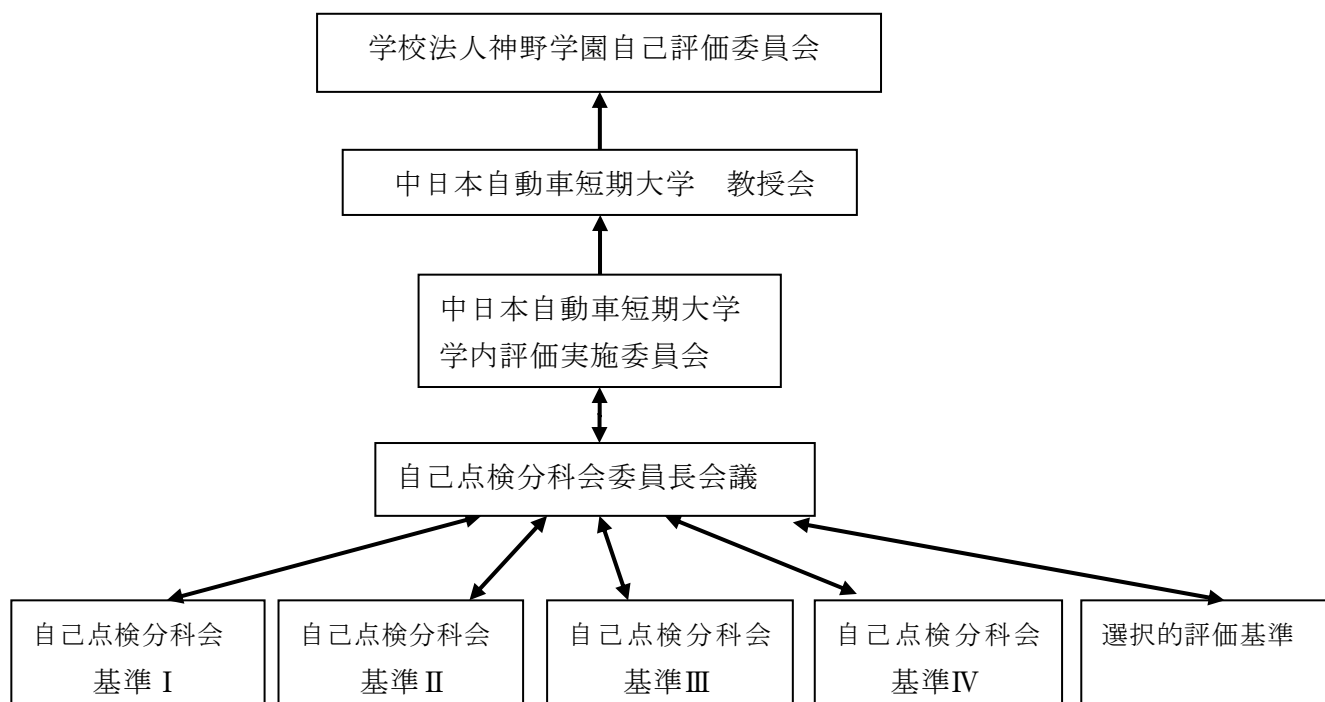 学校法人神野学園自己評価委員会
中日本自動車短期大学　教授会
中日本自動車短期大学
学内評価実施委員会
自己点検分科会委員長会議
自己点検分科会
基準Ⅰ
自己点検分科会
基準Ⅱ
自己点検分科会
基準Ⅲ
自己点検分科会
基準Ⅳ
選択的評価基準